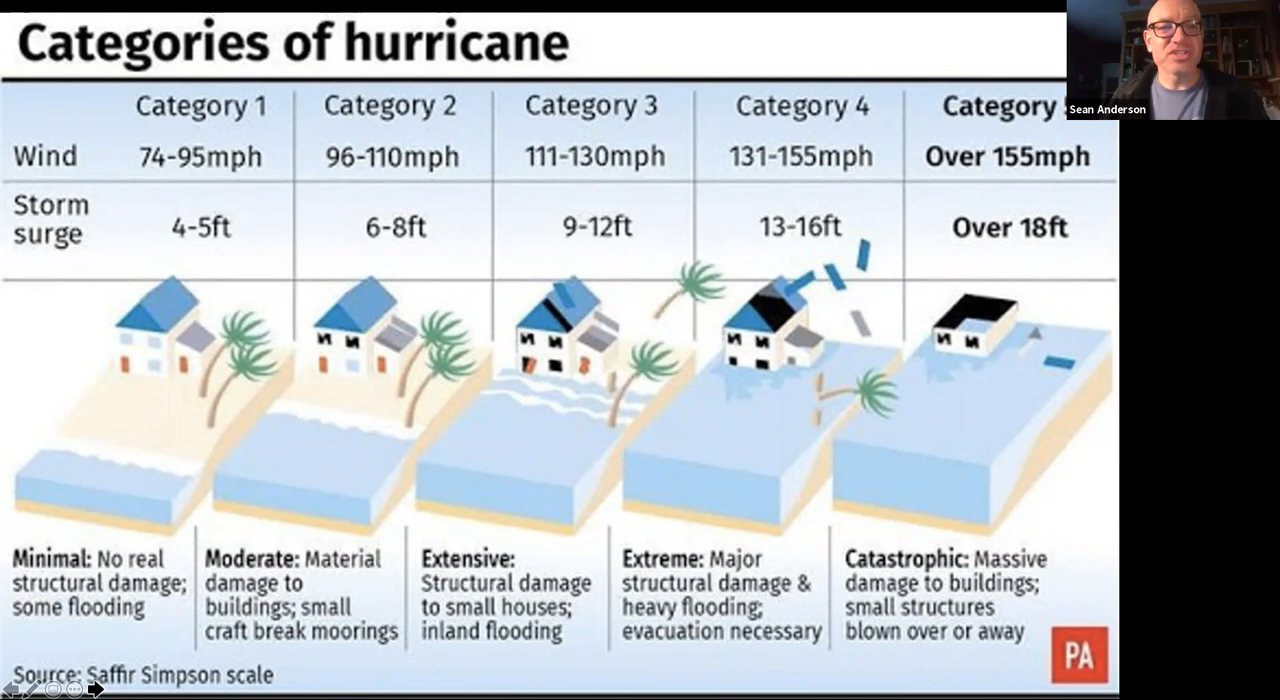 Categories of hurricane
Sean Anderson
Category 1 Category 2 Category 3 Category 4 Category
Wind 74-95mph 96-110mph 111-130mph 131-155mph Over 155mph
Storm
surge 4-5ft 6-8ft 9-12ft 13-16ft Over 18ft
Minimal: No real
structural damage;
some flooding
Moderate: Material
damage to
buildings; small
craft break moorings
Extensive:
Structural damage
to small houses;
inland flooding
Extreme: Major
structural damage &
heavy flooding;
evacuation necessary
Catastrophic: Massive
damage to buildings;
small structures
blown over or away
PA
Source: Saffir Simpson scale